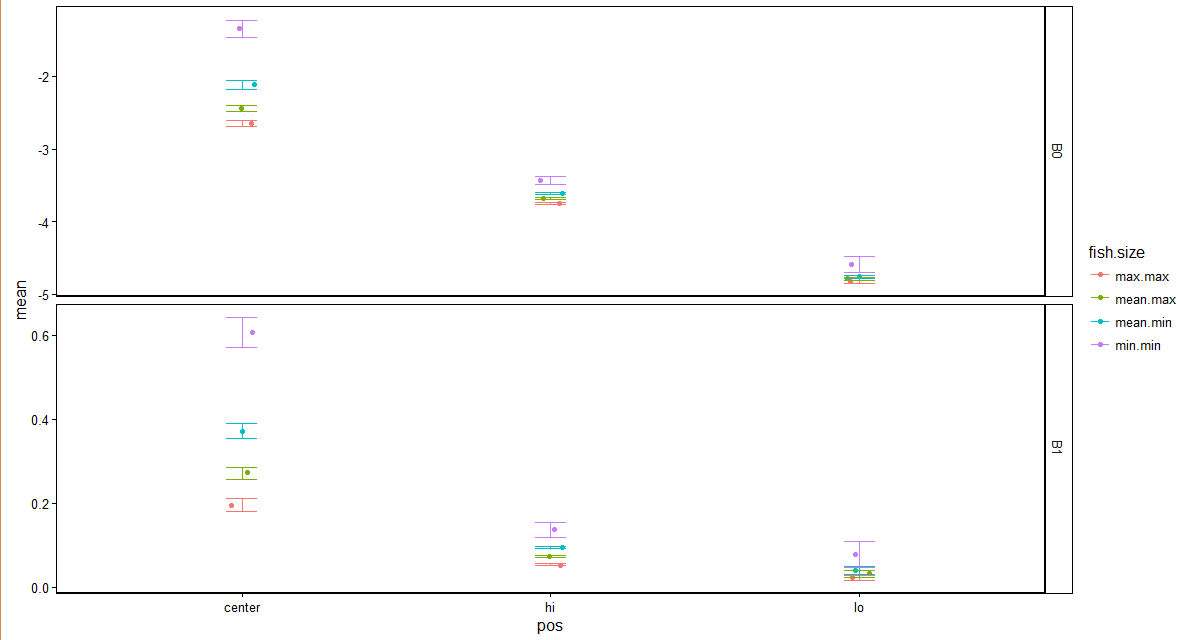 -2
-3
-4
-5
B0
mean
0.6
0.4
0.2
0.0
B1
center
hi
lo
pos
fish.size
max.max
mean.max
mean.min
min.min